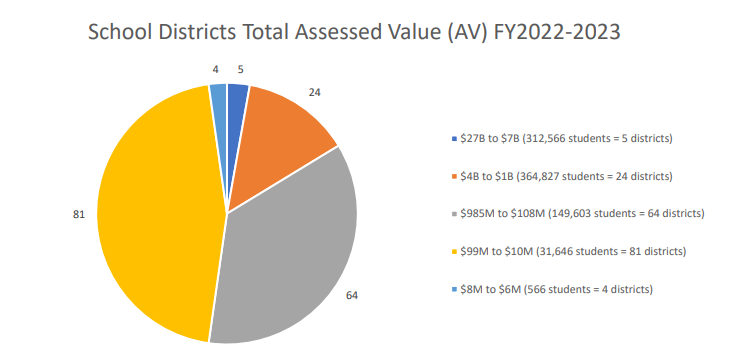 School Districts Total Assessed Value (AV) FY2022-2023
4
5
24
81
64
$27B to $7B (312,566 students = 5 districts)
$4B to $1B (364,827 students = 24 districts)
$985M to $108M (149,603 students = 64 districts)
$99M to $10M (31,646 students = 81 districts)
$8M to $6M (566 students = 4 districts)